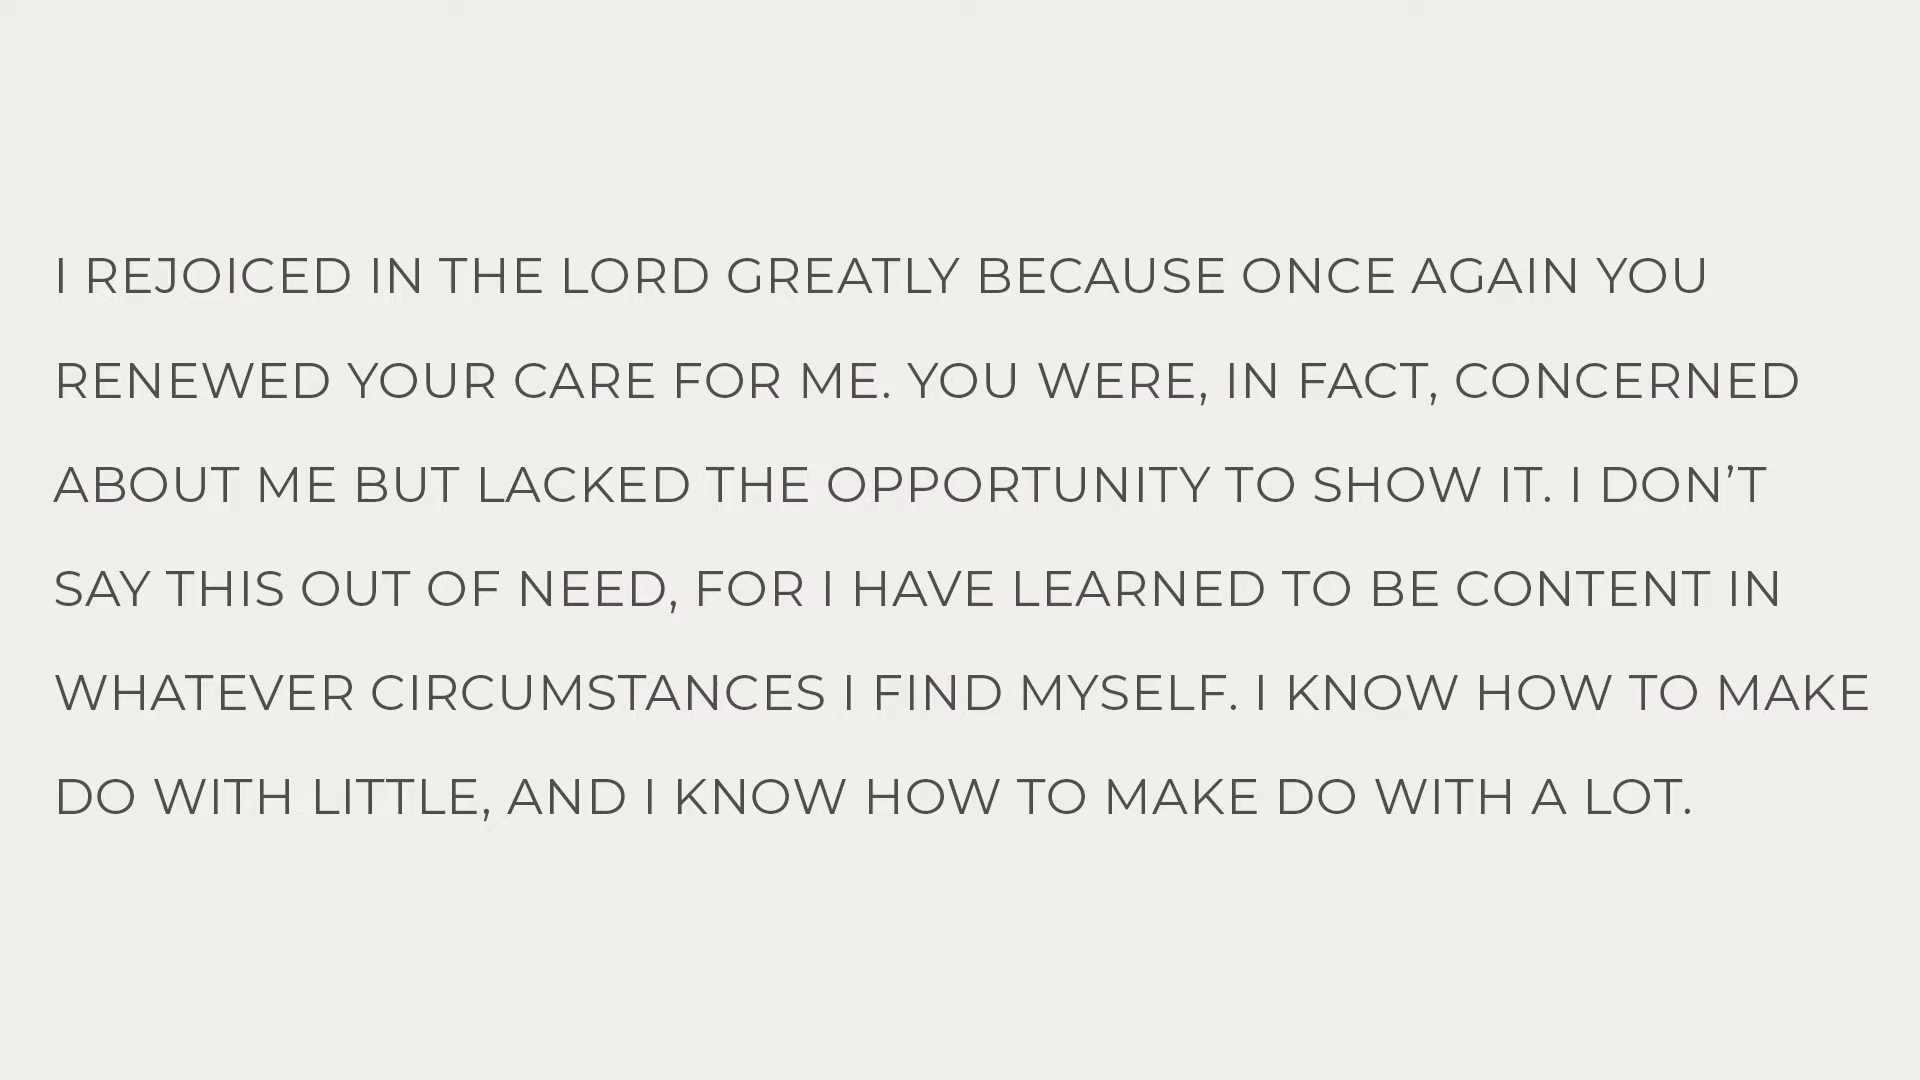 I REJOICED IN THE LORD GREATLY BECAUSE ONCE AGAIN YOU
RENEWED YOUR CARE FOR ME. YOU WERE, IN FACT, CONCERNED
ABOUT ME BUT LACKED THE OPPORTUNITY TO SHOW IT. I DON’T
SAY THIS OUT OF NEED, FOR I HAVE LEARNED TO BE CONTENT IN
WHATEVER CIRCUMSTANCES I FIND MYSELF. I KNOW HOW TO MAKE
DO WITH LITTLE, AND I KNOW HOW TO MAKE DO WITH A LOT.